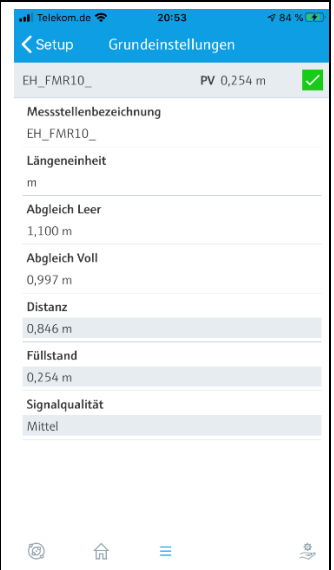 Telekom.de 20:53 84 %
Setup Grundeinstellungen
EH_FMR10_ PV 0,254 m
Messstellenbezeichnung
EH_FMR10_
Längeneinheit
m
Abgleich Leer
1,100 m
Abgleich Voll
0,997 m
Distanz
0,846 m
Füllstand
0,254 m
Signalqualität
Mittel